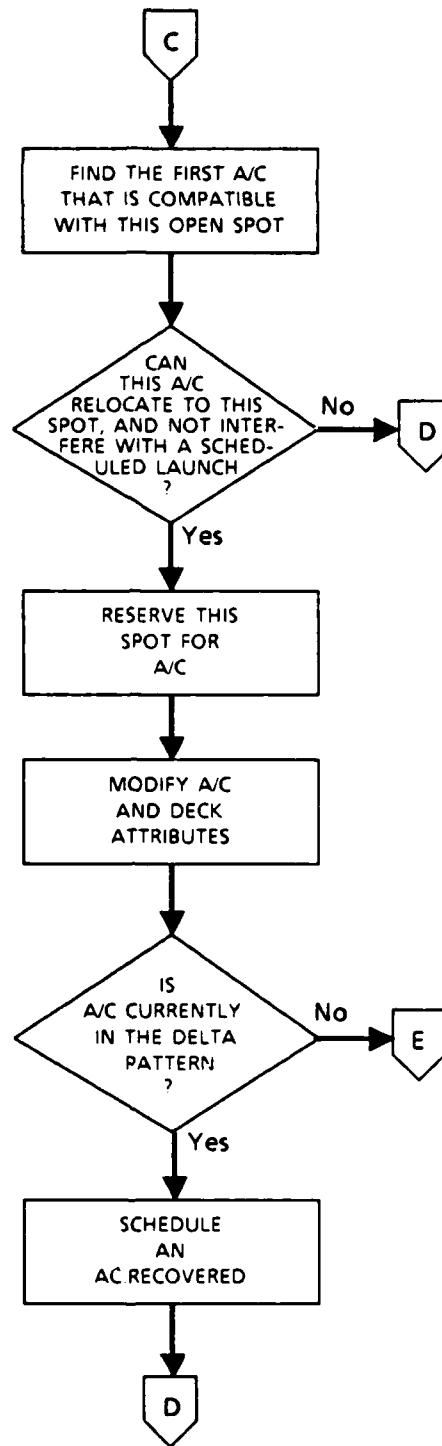 C
FIND THE FIRST A/C
THAT IS COMPATIBLE
WITH THIS OPEN SPOT
CAN
THIS A/C
RELOCATE TO THIS
SPOT, AND NOT INTER-
FERE WITH A SCHED-
ULED LAUNCH
?
No
D
Yes
RESERVE THIS
SPOT FOR
A/C
MODIFY A/C
AND DECK
ATTRIBUTES
IS
A/C CURRENTLY
IN THE DELTA
PATTERN
?
No
E
Yes
SCHEDULE
AN
AC.RECOVERED
D